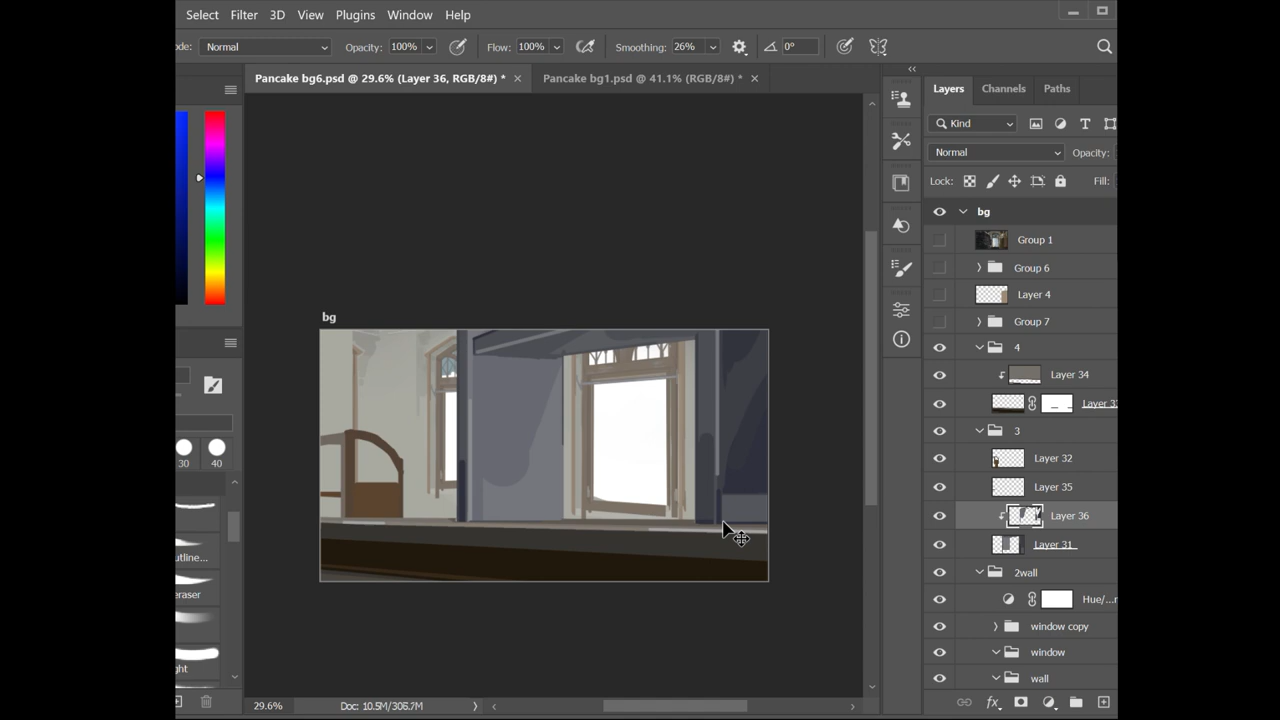 Select Filter 3D View Plugins Window Help
ode: Normal Opacity: 100% Flow: 100% Smoothing: 26% 0°
Pancake bg6.psd @ 29.6% (Layer 36, RGB/8#) * × Pancake bg1.psd @ 41.1% (RGB/8#) * ×
Layers Channels Paths
Kind
Normal Opacity:
Lock: Fill:
bg
Group 1
Group 6
Layer 4
Group 7
4
Layer 34
Layer 33
3
Layer 32
Layer 35
Layer 36
Layer 31
2wall
Hue/...
window copy
window
wall
bg
30 40
outline...
eraser
ght
29.6% Doc: 10.5M/306.7M
fx